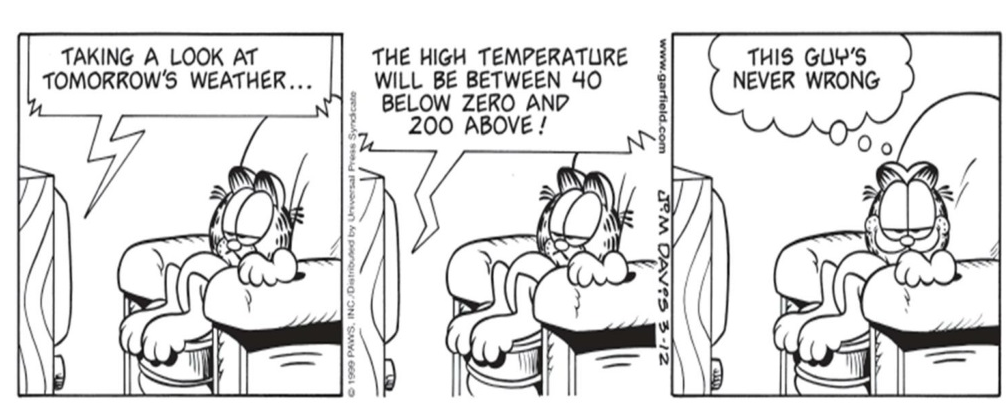 TAKING A LOOK AT
TOMORROW'S WEATHER...
© 1999 PAWS, INC./Distributed by Universal Press Syndicate
THE HIGH TEMPERATURE
WILL BE BETWEEN 40
BELOW ZERO AND
200 ABOVE!
www.garfield.com
JIM DAVIS 3-12
THIS GUY'S
NEVER WRONG